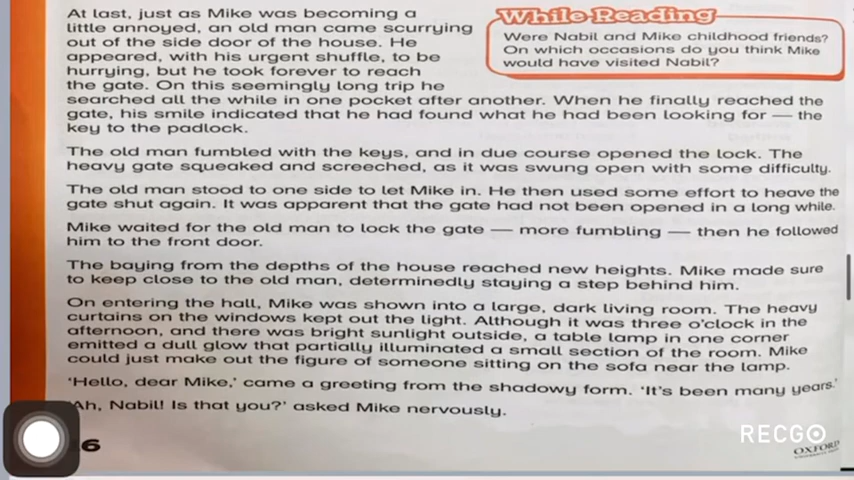 At last, just as Mike was becoming a
little annoyed, an old man came scurrying
out of the side door of the house. He
appeared, with his urgent shuffle, to be
hurrying, but he took forever to reach
the gate. On this seemingly long trip he
searched all the while in one pocket after another. When he finally reached the
gate, his smile indicated that he had found what he had been looking for — the
key to the padlock.
While Reading
Were Nabil and Mike childhood friends?
On which occasions do you think Mike
would have visited Nabil?
The old man fumbled with the keys, and in due course opened the lock. The
heavy gate squeaked and screeched, as it was swung open with some difficulty.
The old man stood to one side to let Mike in. He then used some effort to heave the
gate shut again. It was apparent that the gate had not been opened in a long while.
Mike waited for the old man to lock the gate — more fumbling — then he followed
him to the front door.
The baying from the depths of the house reached new heights. Mike made sure
to keep close to the old man, determinedly staying a step behind him.
On entering the hall, Mike was shown into a large, dark living room. The heavy
curtains on the windows kept out the light. Although it was three o'clock in the
afternoon, and there was bright sunlight outside, a table lamp in one corner
emitted a dull glow that partially illuminated a small section of the room. Mike
could just make out the figure of someone sitting on the sofa near the lamp.
'Hello, dear Mike,' came a greeting from the shadowy form. 'It's been many years.'
'Ah, Nabil! Is that you?' asked Mike nervously.
6
RECGO
OXFORD